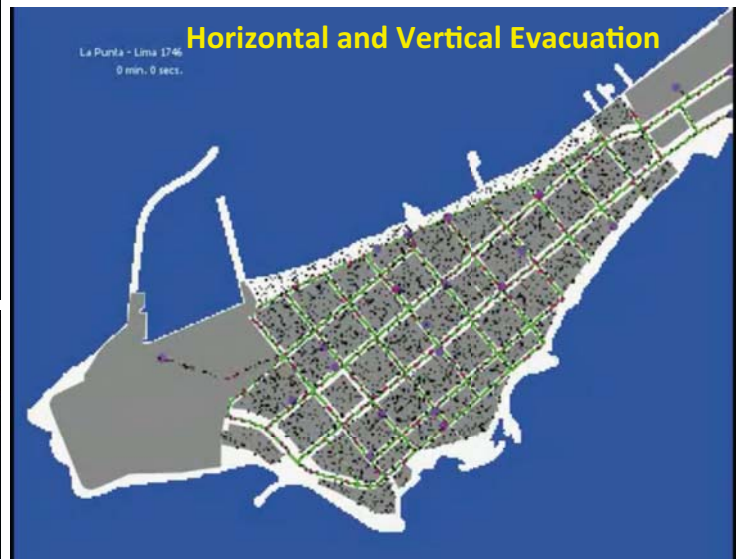 Horizontal and Vertical Evacuation
La Punta - Lima 1746
0 min. 0 secs.